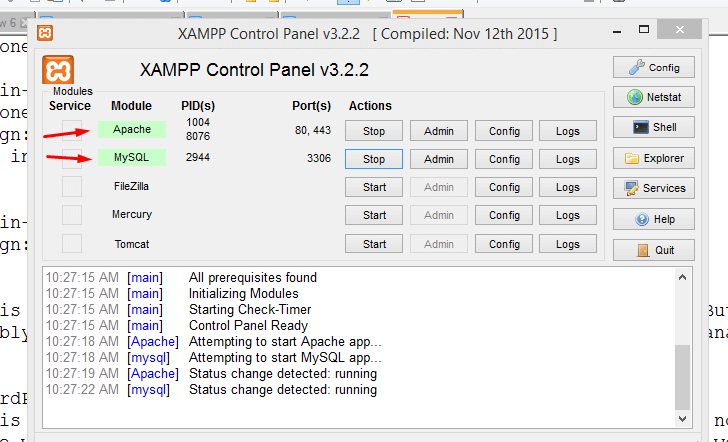 w 6
XAMPP Control Panel v3.2.2 [ Compiled: Nov 12th 2015 ]
XAMPP Control Panel v3.2.2
Config
Modules
Service Module PID(s) Port(s) Actions
Netstat
Apache 1004 8076 80, 443 Stop Admin Config Logs
Shell
MySQL 2944 3306 Stop Admin Config Logs
Explorer
FileZilla Start Admin Config Logs
Services
Mercury Start Admin Config Logs
Help
Tomcat Start Admin Config Logs
Quit
10:27:15 AM [main] All prerequisites found
10:27:15 AM [main] Initializing Modules
10:27:15 AM [main] Starting Check-Timer
10:27:15 AM [main] Control Panel Ready
10:27:18 AM [Apache] Attempting to start Apache app...
10:27:18 AM [mysql] Attempting to start MySQL app...
10:27:19 AM [Apache] Status change detected: running
10:27:22 AM [mysql] Status change detected: running